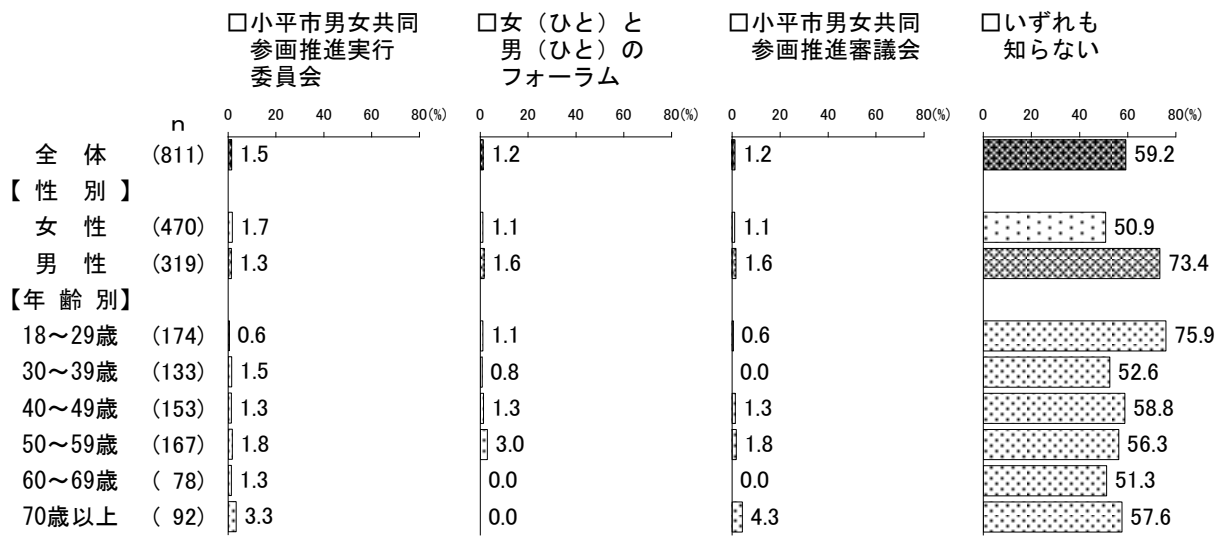 □小平市男女共同
参画推進実行
委員会
□女（ひと）と
男（ひと）の
フォーラム
□小平市男女共同
参画推進審議会
□いずれも
知らない
0 20 40 60 80(%) 0 20 40 60 80(%) 0 20 40 60 80(%) 0 20 40 60 80(%)
n
全 体 (811) 1.5 1.2 1.2 59.2
【 性 別 】
女 性 (470) 1.7 1.1 1.1 50.9
男 性 (319) 1.3 1.6 1.6 73.4
【年 齢 別】
18～29歳 (174) 0.6 1.1 0.6 75.9
30～39歳 (133) 1.5 0.8 0.0 52.6
40～49歳 (153) 1.3 1.3 1.3 58.8
50～59歳 (167) 1.8 3.0 1.8 56.3
60～69歳 ( 78) 1.3 0.0 0.0 51.3
70歳以上 ( 92) 3.3 0.0 4.3 57.6